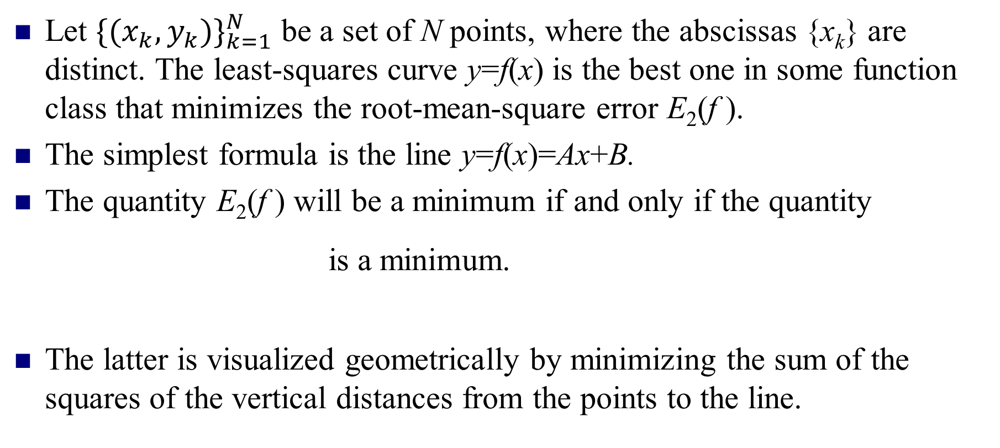 ■ Let {(x_k, y_k)}_{k=1}^{N} be a set of N points, where the abscissas {x_k} are
distinct. The least-squares curve y=f(x) is the best one in some function
class that minimizes the root-mean-square error E_2(f ).
■ The simplest formula is the line y=f(x)=Ax+B.
■ The quantity E_2(f ) will be a minimum if and only if the quantity
is a minimum.
■ The latter is visualized geometrically by minimizing the sum of the
squares of the vertical distances from the points to the line.